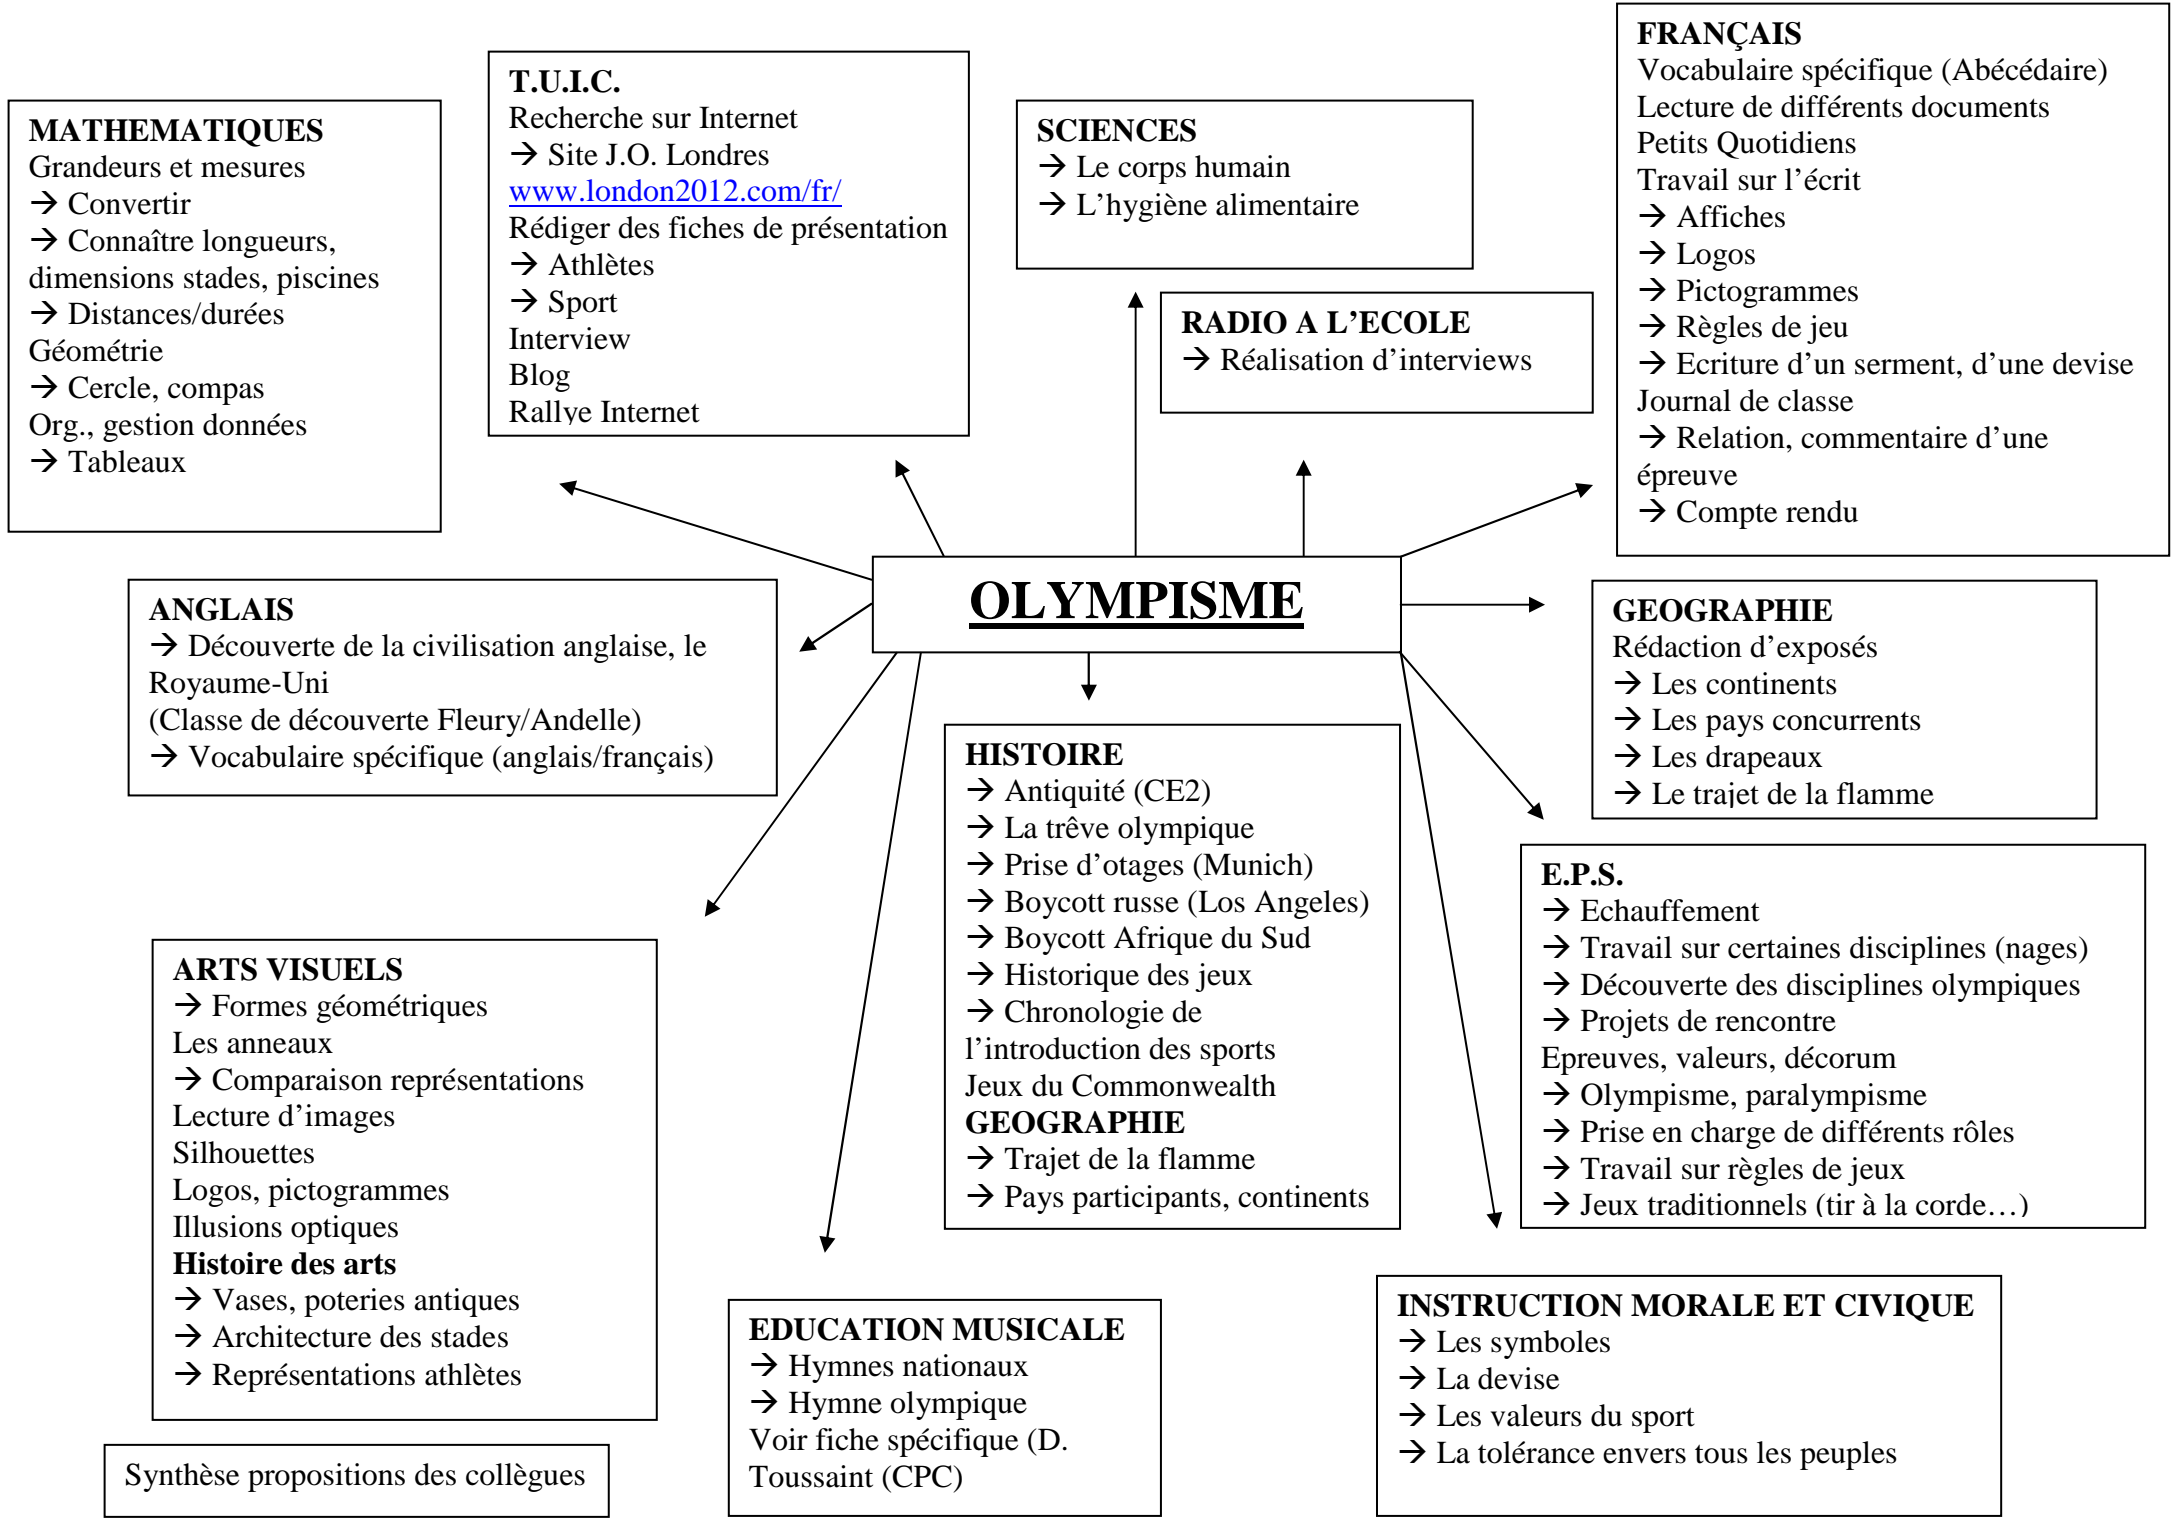 MATHEMATIQUES
Grandeurs et mesures
→ Convertir
→ Connaître longueurs,
dimensions stades, piscines
→ Distances/durées
Géométrie
→ Cercle, compas
Org., gestion données
→ Tableaux
T.U.I.C.
Recherche sur Internet
→ Site J.O. Londres
www.london2012.com/fr/
Rédiger des fiches de présentation
→ Athlètes
→ Sport
Interview
Blog
Rallye Internet
SCIENCES
→ Le corps humain
→ L’hygiène alimentaire
RADIO A L’ECOLE
→ Réalisation d’interviews
FRANÇAIS
Vocabulaire spécifique (Abécédaire)
Lecture de différents documents
Petits Quotidiens
Travail sur l’écrit
→ Affiches
→ Logos
→ Pictogrammes
→ Règles de jeu
→ Ecriture d’un serment, d’une devise
Journal de classe
→ Relation, commentaire d’une
épreuve
→ Compte rendu
OLYMPISME
ANGLAIS
→ Découverte de la civilisation anglaise, le
Royaume-Uni
(Classe de découverte Fleury/Andelle)
→ Vocabulaire spécifique (anglais/français)
GEOGRAPHIE
Rédaction d’exposés
→ Les continents
→ Les pays concurrents
→ Les drapeaux
→ Le trajet de la flamme
HISTOIRE
→ Antiquité (CE2)
→ La trêve olympique
→ Prise d’otages (Munich)
→ Boycott russe (Los Angeles)
→ Boycott Afrique du Sud
→ Historique des jeux
→ Chronologie de
l’introduction des sports
Jeux du Commonwealth
GEOGRAPHIE
→ Trajet de la flamme
→ Pays participants, continents
E.P.S.
→ Echauffement
→ Travail sur certaines disciplines (nages)
→ Découverte des disciplines olympiques
→ Projets de rencontre
Epreuves, valeurs, décorum
→ Olympisme, paralympisme
→ Prise en charge de différents rôles
→ Travail sur règles de jeux
→ Jeux traditionnels (tir à la corde…)
ARTS VISUELS
→ Formes géométriques
Les anneaux
→ Comparaison représentations
Lecture d’images
Silhouettes
Logos, pictogrammes
Illusions optiques
Histoire des arts
→ Vases, poteries antiques
→ Architecture des stades
→ Représentations athlètes
EDUCATION MUSICALE
→ Hymnes nationaux
→ Hymne olympique
Voir fiche spécifique (D.
Toussaint (CPC)
INSTRUCTION MORALE ET CIVIQUE
→ Les symboles
→ La devise
→ Les valeurs du sport
→ La tolérance envers tous les peuples
Synthèse propositions des collègues